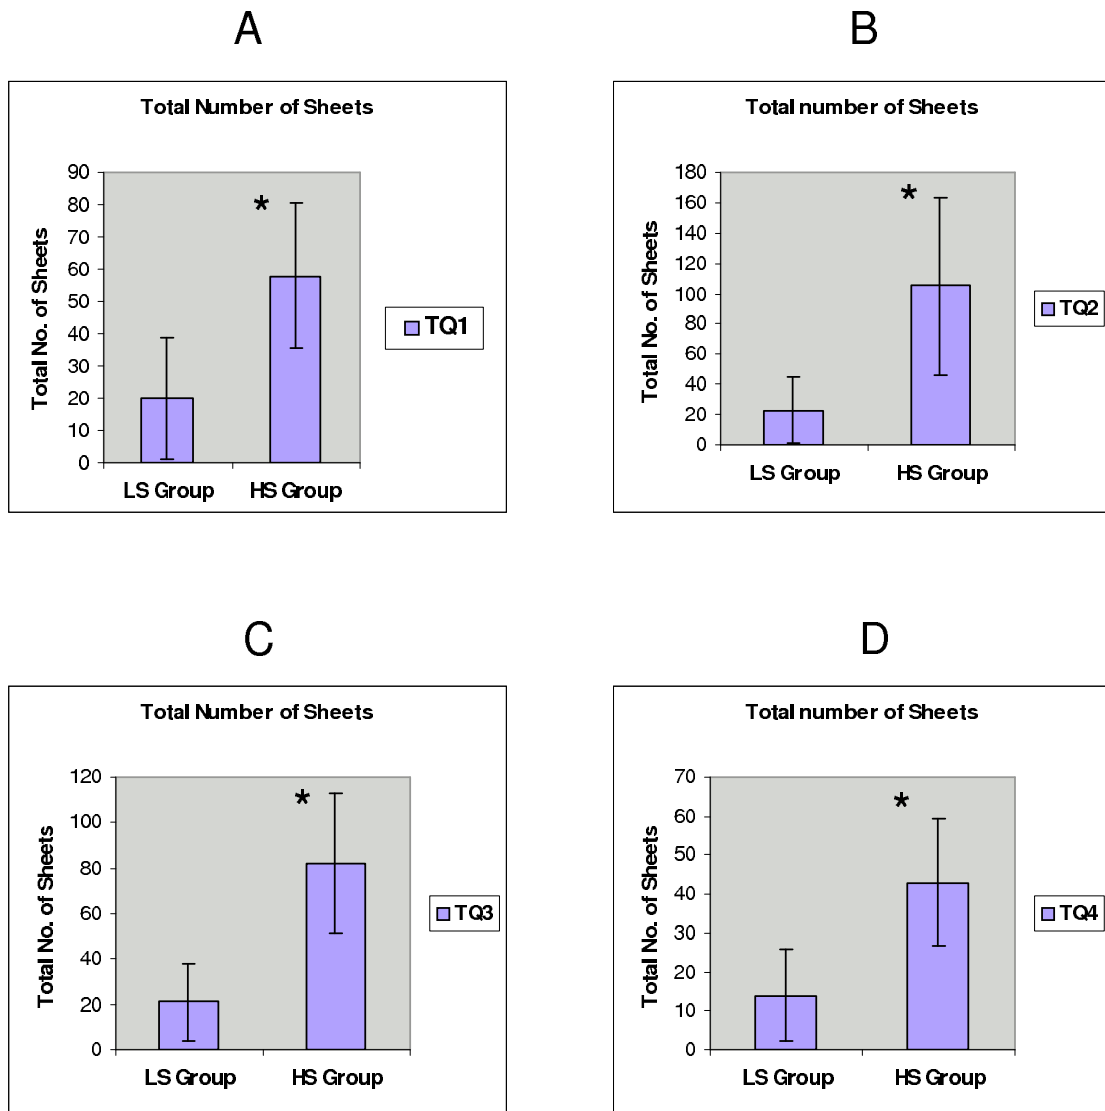 A
Total Number of Sheets
90
80
70
60
50
40
30
20
10
0
Total No. of Sheets
*
LS Group HS Group
TQ1
B
Total number of Sheets
180
160
140
120
100
80
60
40
20
0
Total No. of Sheets
*
LS Group HS Group
TQ2
C
Total Number of Sheets
120
100
80
60
40
20
0
Total No. of Sheets
*
LS Group HS Group
TQ3
D
Total number of Sheets
70
60
50
40
30
20
10
0
Total No. of Sheets
*
LS Group HS Group
TQ4